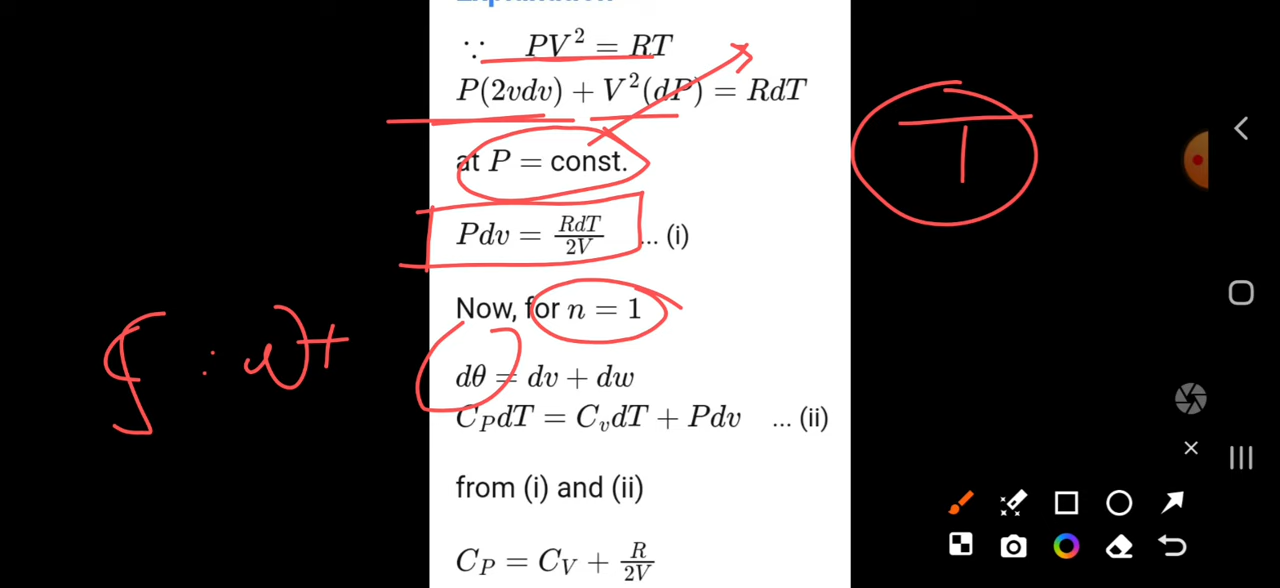 ∵ PV² = RT
P(2vdv) + V²(dP) = RdT
at P = const.
Pdv = RdT/2V ... (i)
Now, for n = 1
dθ = dv + dw
C_P dT = C_v dT + Pdv ... (ii)
from (i) and (ii)
C_P = C_V + R/2V
T